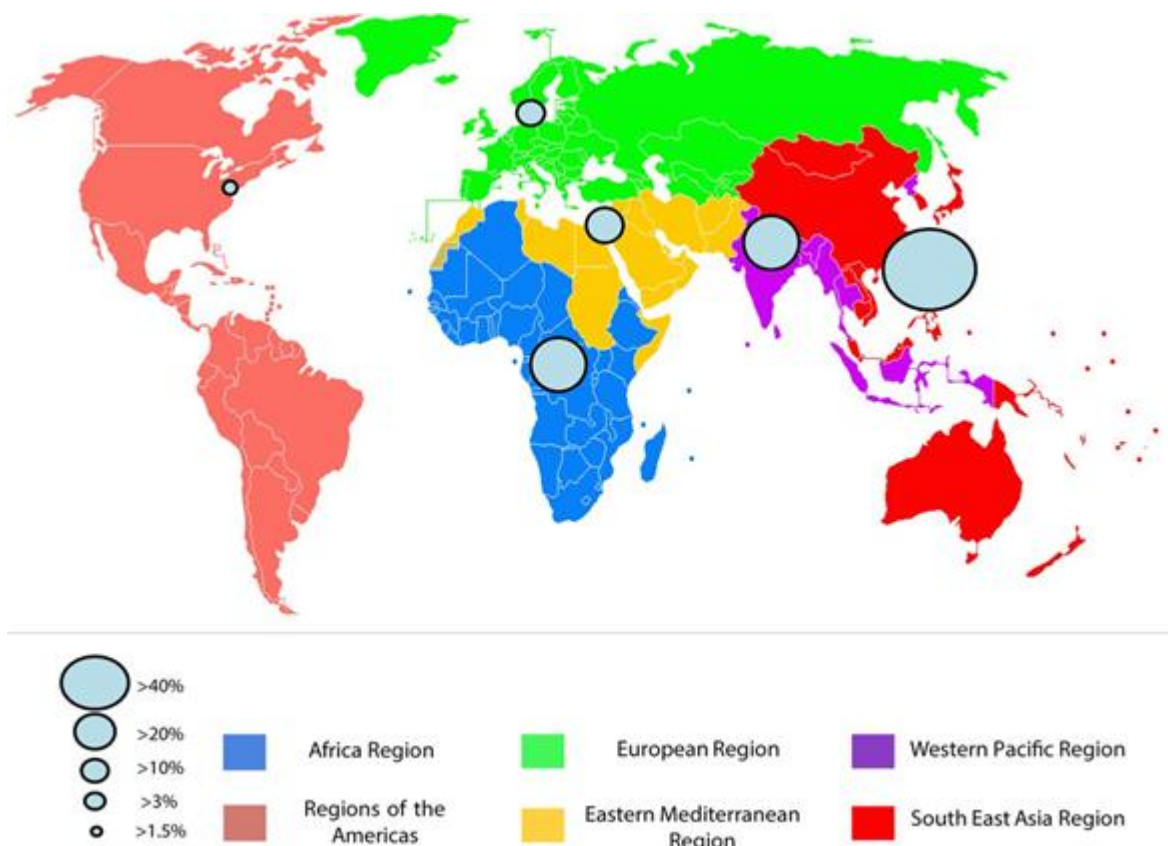 >40%
>20%
>10%
>3%
>1.5%
Africa Region
European Region
Western Pacific Region
Regions of the
Americas
Eastern Mediterranean
Region
South East Asia Region